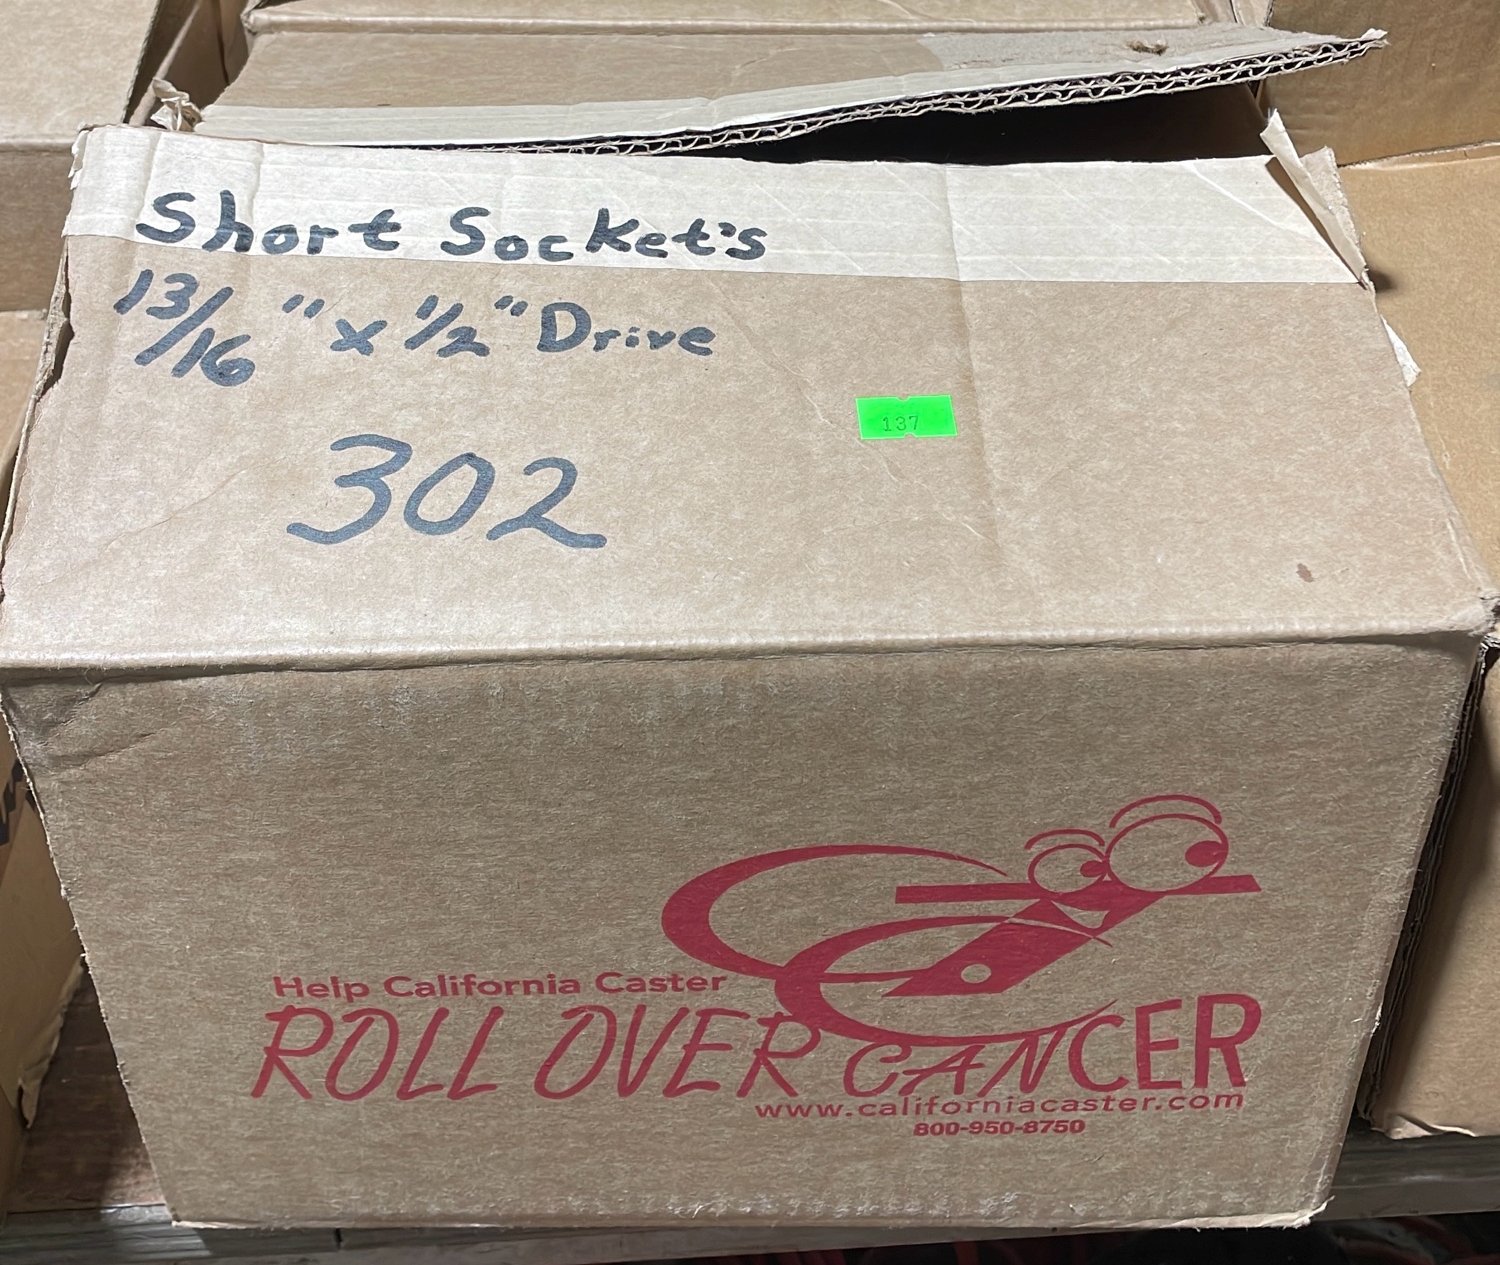 Short Socket's
13/16" x 1/2" Drive
137
302
Help California Caster
ROLL OVER CANCER
www.californiacaster.com
800-950-8750